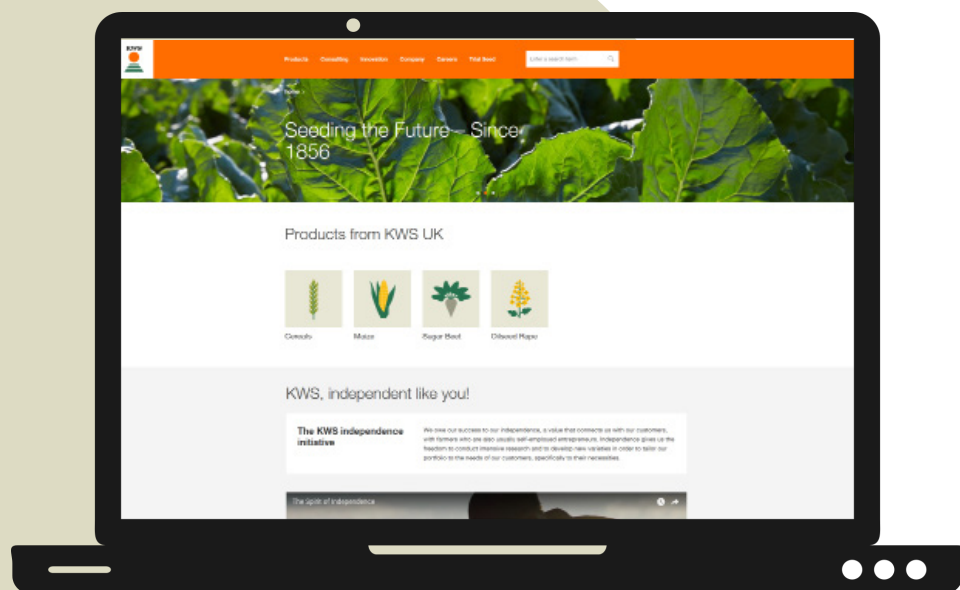 KWS
Products Consulting Innovation Company Careers Trial Seed Enter a search term
Home >
Seeding the Future – Since
1856
Products from KWS UK
Cereals Maize Sugar Beet Oilseed Rape
KWS, independent like you!
The KWS independence
initiative
We owe our success to our independence, a value that connects us with our customers,
with farmers who are also usually self-employed entrepreneurs. Independence gives us the
freedom to conduct intensive research and to develop new varieties in order to tailor our
portfolio to the needs of our customers, specifically to their necessities.
The Spirit of Independence